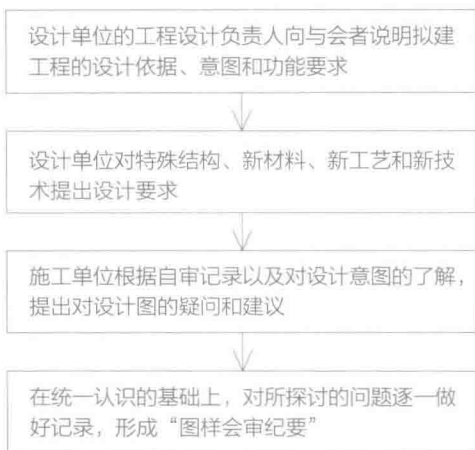 设计单位的工程设计负责人向与会者说明拟建
工程的设计依据、意图和功能要求
设计单位对特殊结构、新材料、新工艺和新技
术提出设计要求
施工单位根据自审记录以及对设计意图的了解，
提出对设计图的疑问和建议
在统一认识的基础上，对所探讨的问题逐一做
好记录，形成“图样会审纪要”